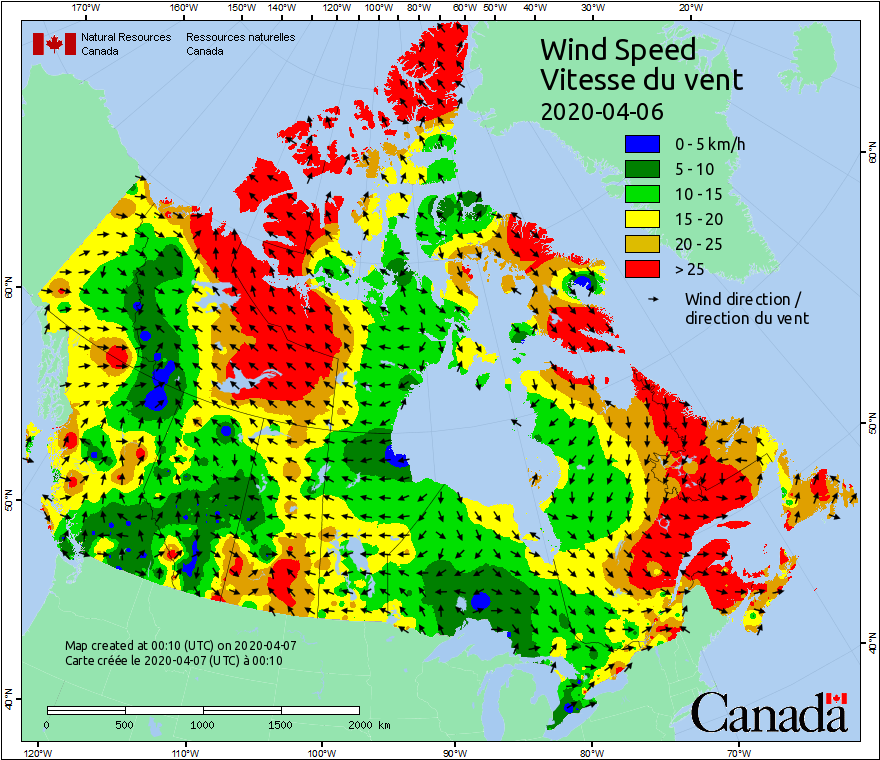 170°W 160°W 150°W 140°W 120°W 100°W 80°W 60°W 50°W 40°W 30°W 20°W
Natural Resources Ressources naturelles
Canada Canada
Wind Speed
Vitesse du vent
2020-04-06
0 - 5 km/h
5 - 10
10 - 15
15 - 20
20 - 25
> 25
Wind direction /
direction du vent
60°N
60°N
50°N
50°N
40°N
40°N
Map created at 00:10 (UTC) on 2020-04-07
Carte créée le 2020-04-07 (UTC) à 00:10
0 500 1000 1500 2000 km
Canada
120°W 110°W 100°W 90°W 80°W 70°W